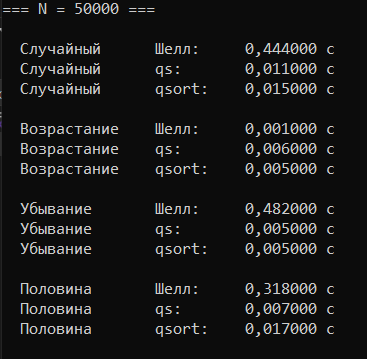 === N = 50000 ===
Случайный Шелл: 0,444000 с
Случайный qs: 0,011000 с
Случайный qsort: 0,015000 с
Возрастание Шелл: 0,001000 с
Возрастание qs: 0,006000 с
Возрастание qsort: 0,005000 с
Убывание Шелл: 0,482000 с
Убывание qs: 0,005000 с
Убывание qsort: 0,005000 с
Половина Шелл: 0,318000 с
Половина qs: 0,007000 с
Половина qsort: 0,017000 с